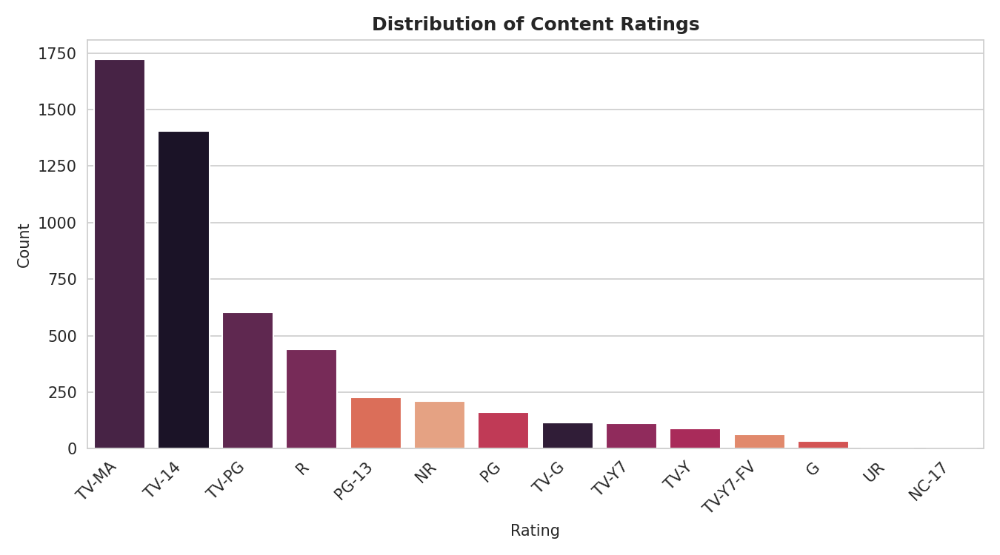 Distribution of Content Ratings
Count
1750
1500
1250
1000
750
500
250
0
TV-MA
TV-14
TV-PG
R
PG-13
NR
PG
TV-G
TV-Y7
TV-Y
TV-Y7-FV
G
UR
NC-17
Rating